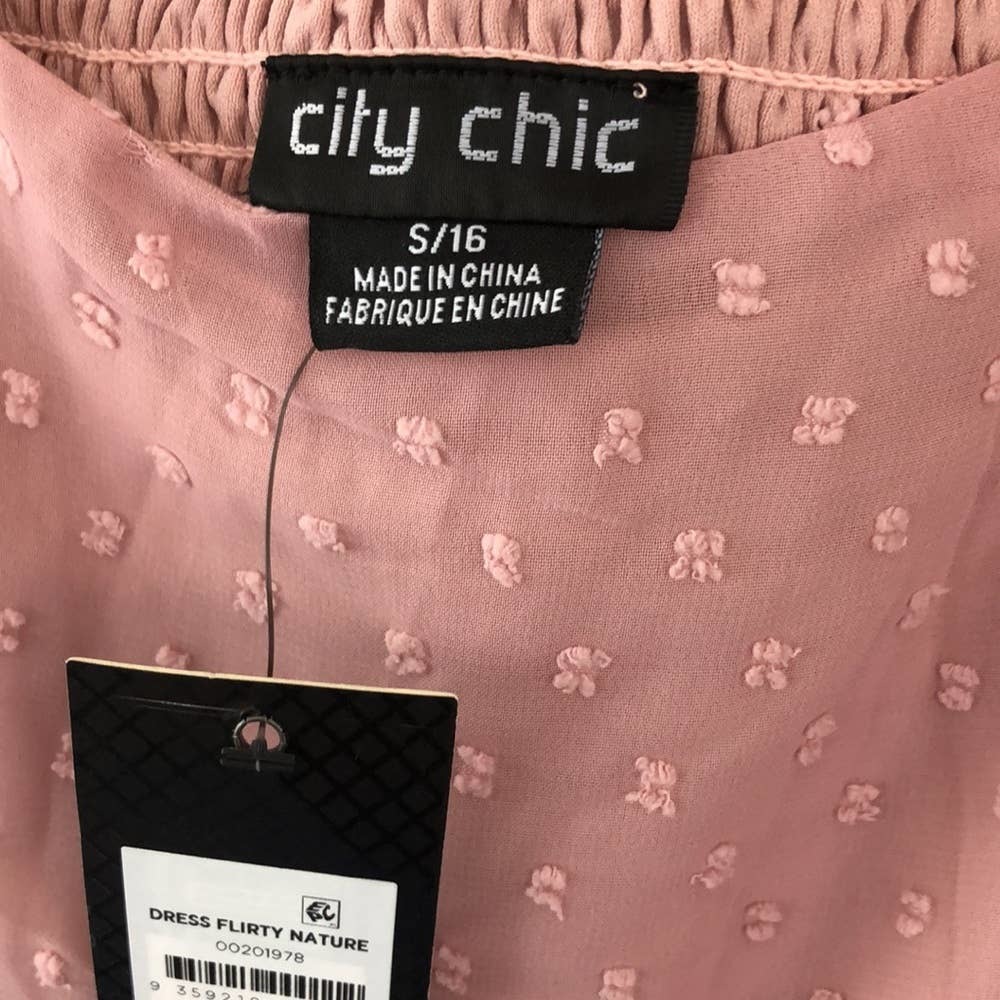 city chic
S/16
MADE IN CHINA
FABRIQUE EN CHINE
DRESS FLIRTY NATURE
00201978